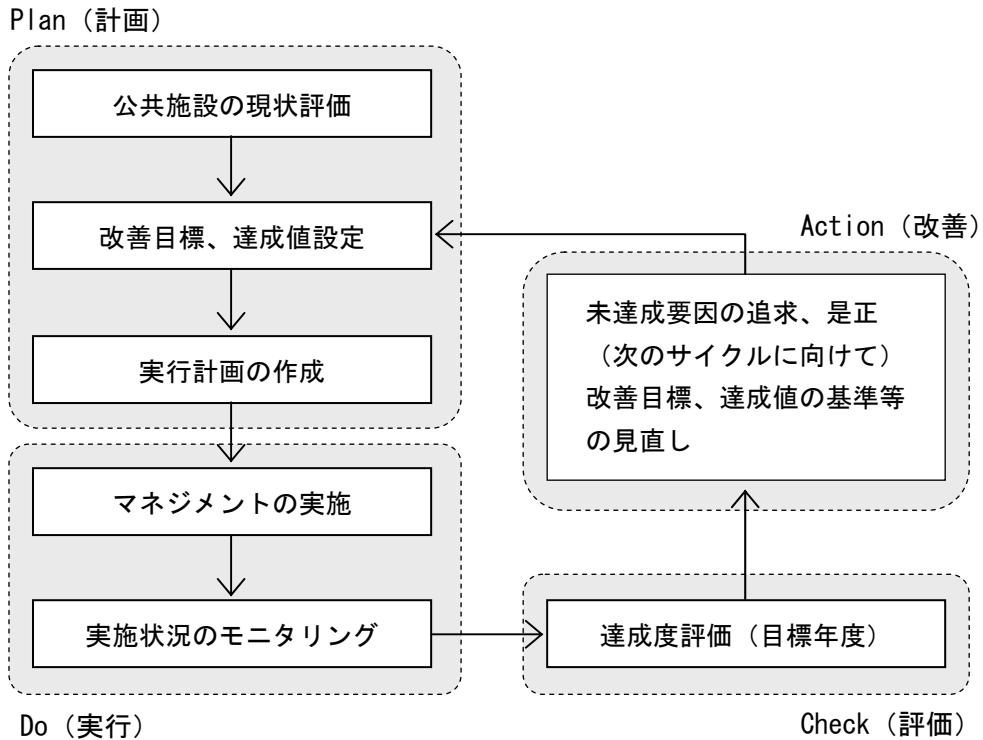 Plan（計画）
公共施設の現状評価
改善目標、達成値設定
実行計画の作成
マネジメントの実施
実施状況のモニタリング
Do（実行）
Action（改善）
未達成要因の追求、是正
（次のサイクルに向けて）
改善目標、達成値の基準等
の見直し
達成度評価（目標年度）
Check（評価）